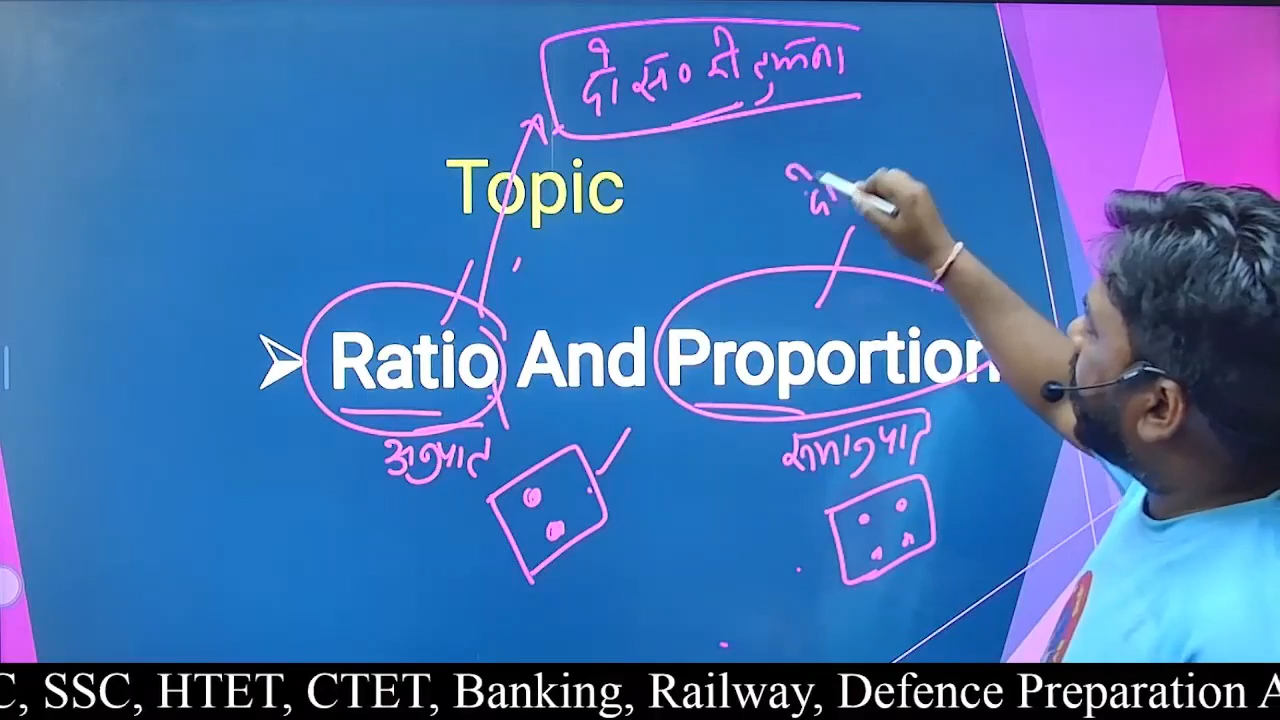 दो सं० की तुलना
Topic
दो
➤ Ratio And Proportion
अनुपात
समानुपात
C, SSC, HTET, CTET, Banking, Railway, Defence Preparation A